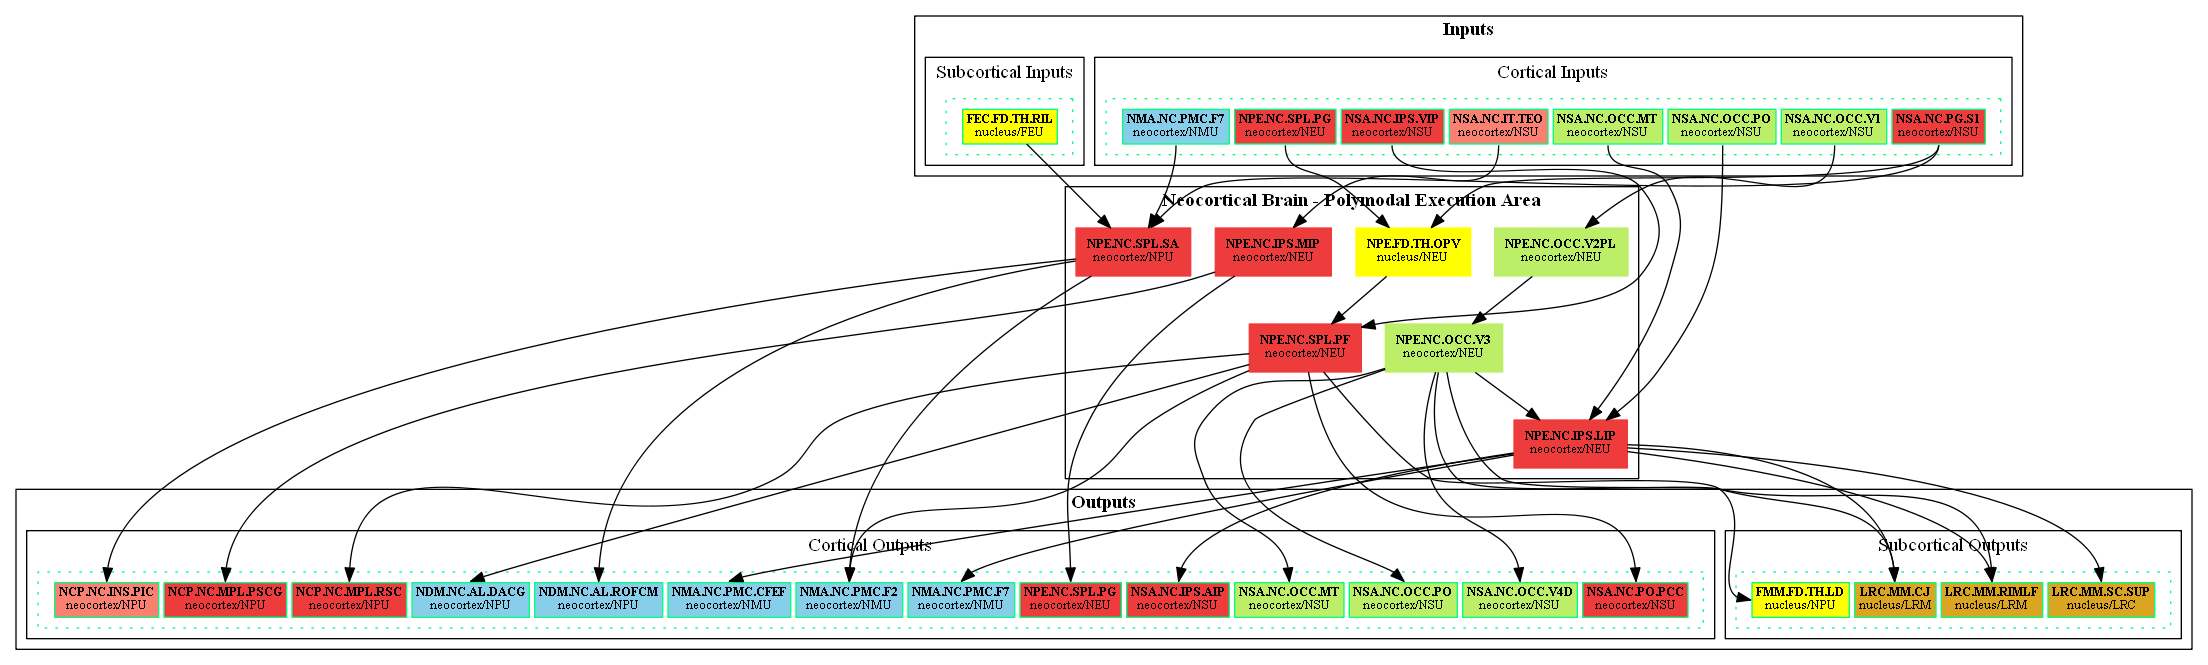 Inputs
Subcortical Inputs
Cortical Inputs
FEC.FD.TH.RIL
nucleus/FEU
NMA.NC.PMC.F7
neocortex/NMU
NPE.NC.SPL.PG
neocortex/NEU
NSA.NC.IPS.VIP
neocortex/NSU
NSA.NC.IT.TEO
neocortex/NSU
NSA.NC.OCC.MT
neocortex/NSU
NSA.NC.OCC.PO
neocortex/NSU
NSA.NC.OCC.V1
neocortex/NSU
NSA.NC.PG.S1
neocortex/NSU
Neocortical Brain - Polymodal Execution Area
NPE.NC.SPL.SA
neocortex/NPU
NPE.NC.IPS.MIP
neocortex/NEU
NPE.FD.TH.OPV
nucleus/NEU
NPE.NC.OCC.V2PL
neocortex/NEU
NPE.NC.SPL.PF
neocortex/NEU
NPE.NC.OCC.V3
neocortex/NEU
NPE.NC.IPS.LIP
neocortex/NEU
Outputs
Cortical Outputs
Subcortical Outputs
NCP.NC.INS.PIC
neocortex/NPU
NCP.NC.MPL.PSCG
neocortex/NPU
NCP.NC.MPL.RSC
neocortex/NPU
NDM.NC.AL.DACG
neocortex/NPU
NDM.NC.AL.ROFCM
neocortex/NPU
NMA.NC.PMC.CFEF
neocortex/NMU
NMA.NC.PMC.F2
neocortex/NMU
NMA.NC.PMC.F7
neocortex/NMU
NPE.NC.SPL.PG
neocortex/NEU
NSA.NC.IPS.AIP
neocortex/NSU
NSA.NC.OCC.MT
neocortex/NSU
NSA.NC.OCC.PO
neocortex/NSU
NSA.NC.OCC.V4D
neocortex/NSU
NSA.NC.PO.PCC
neocortex/NSU
FMM.FD.TH.LD
nucleus/NPU
LRC.MM.CJ
nucleus/LRM
LRC.MM.RIMLF
nucleus/LRM
LRC.MM.SC.SUP
nucleus/LRC